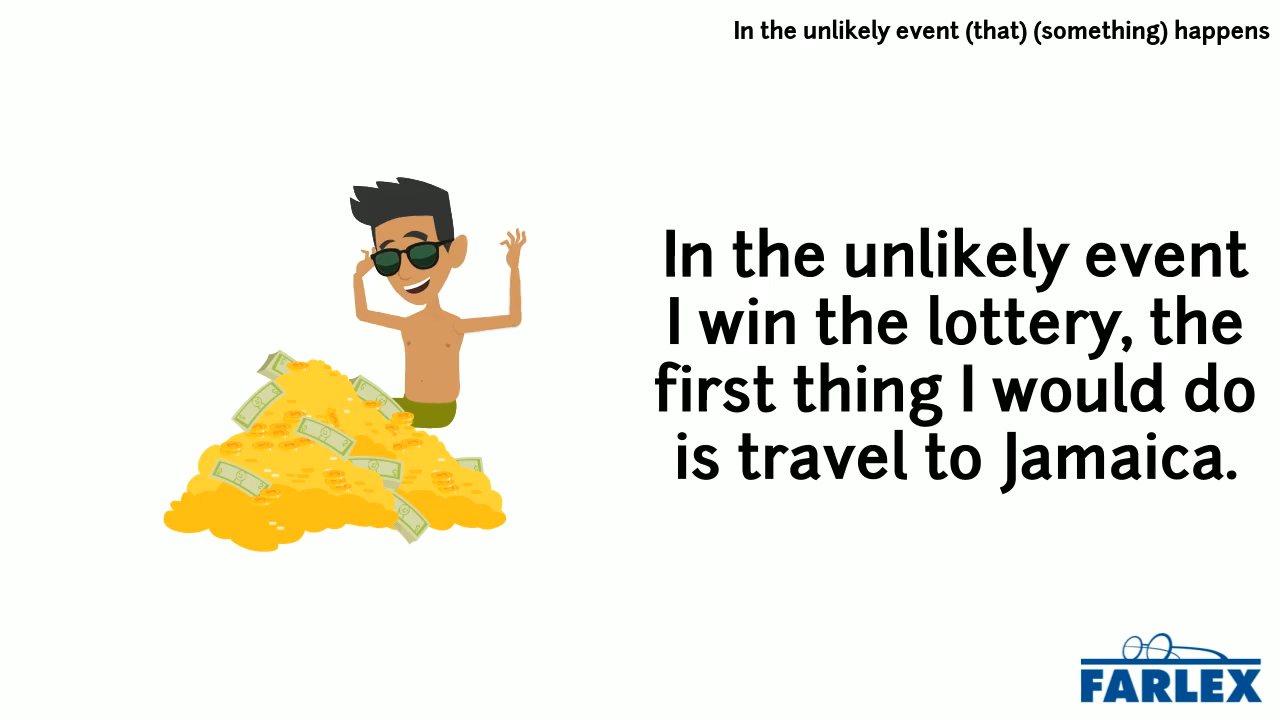 In the unlikely event (that) (something) happens
In the unlikely event
I win the lottery, the
first thing I would do
is travel to Jamaica.
FARLEX